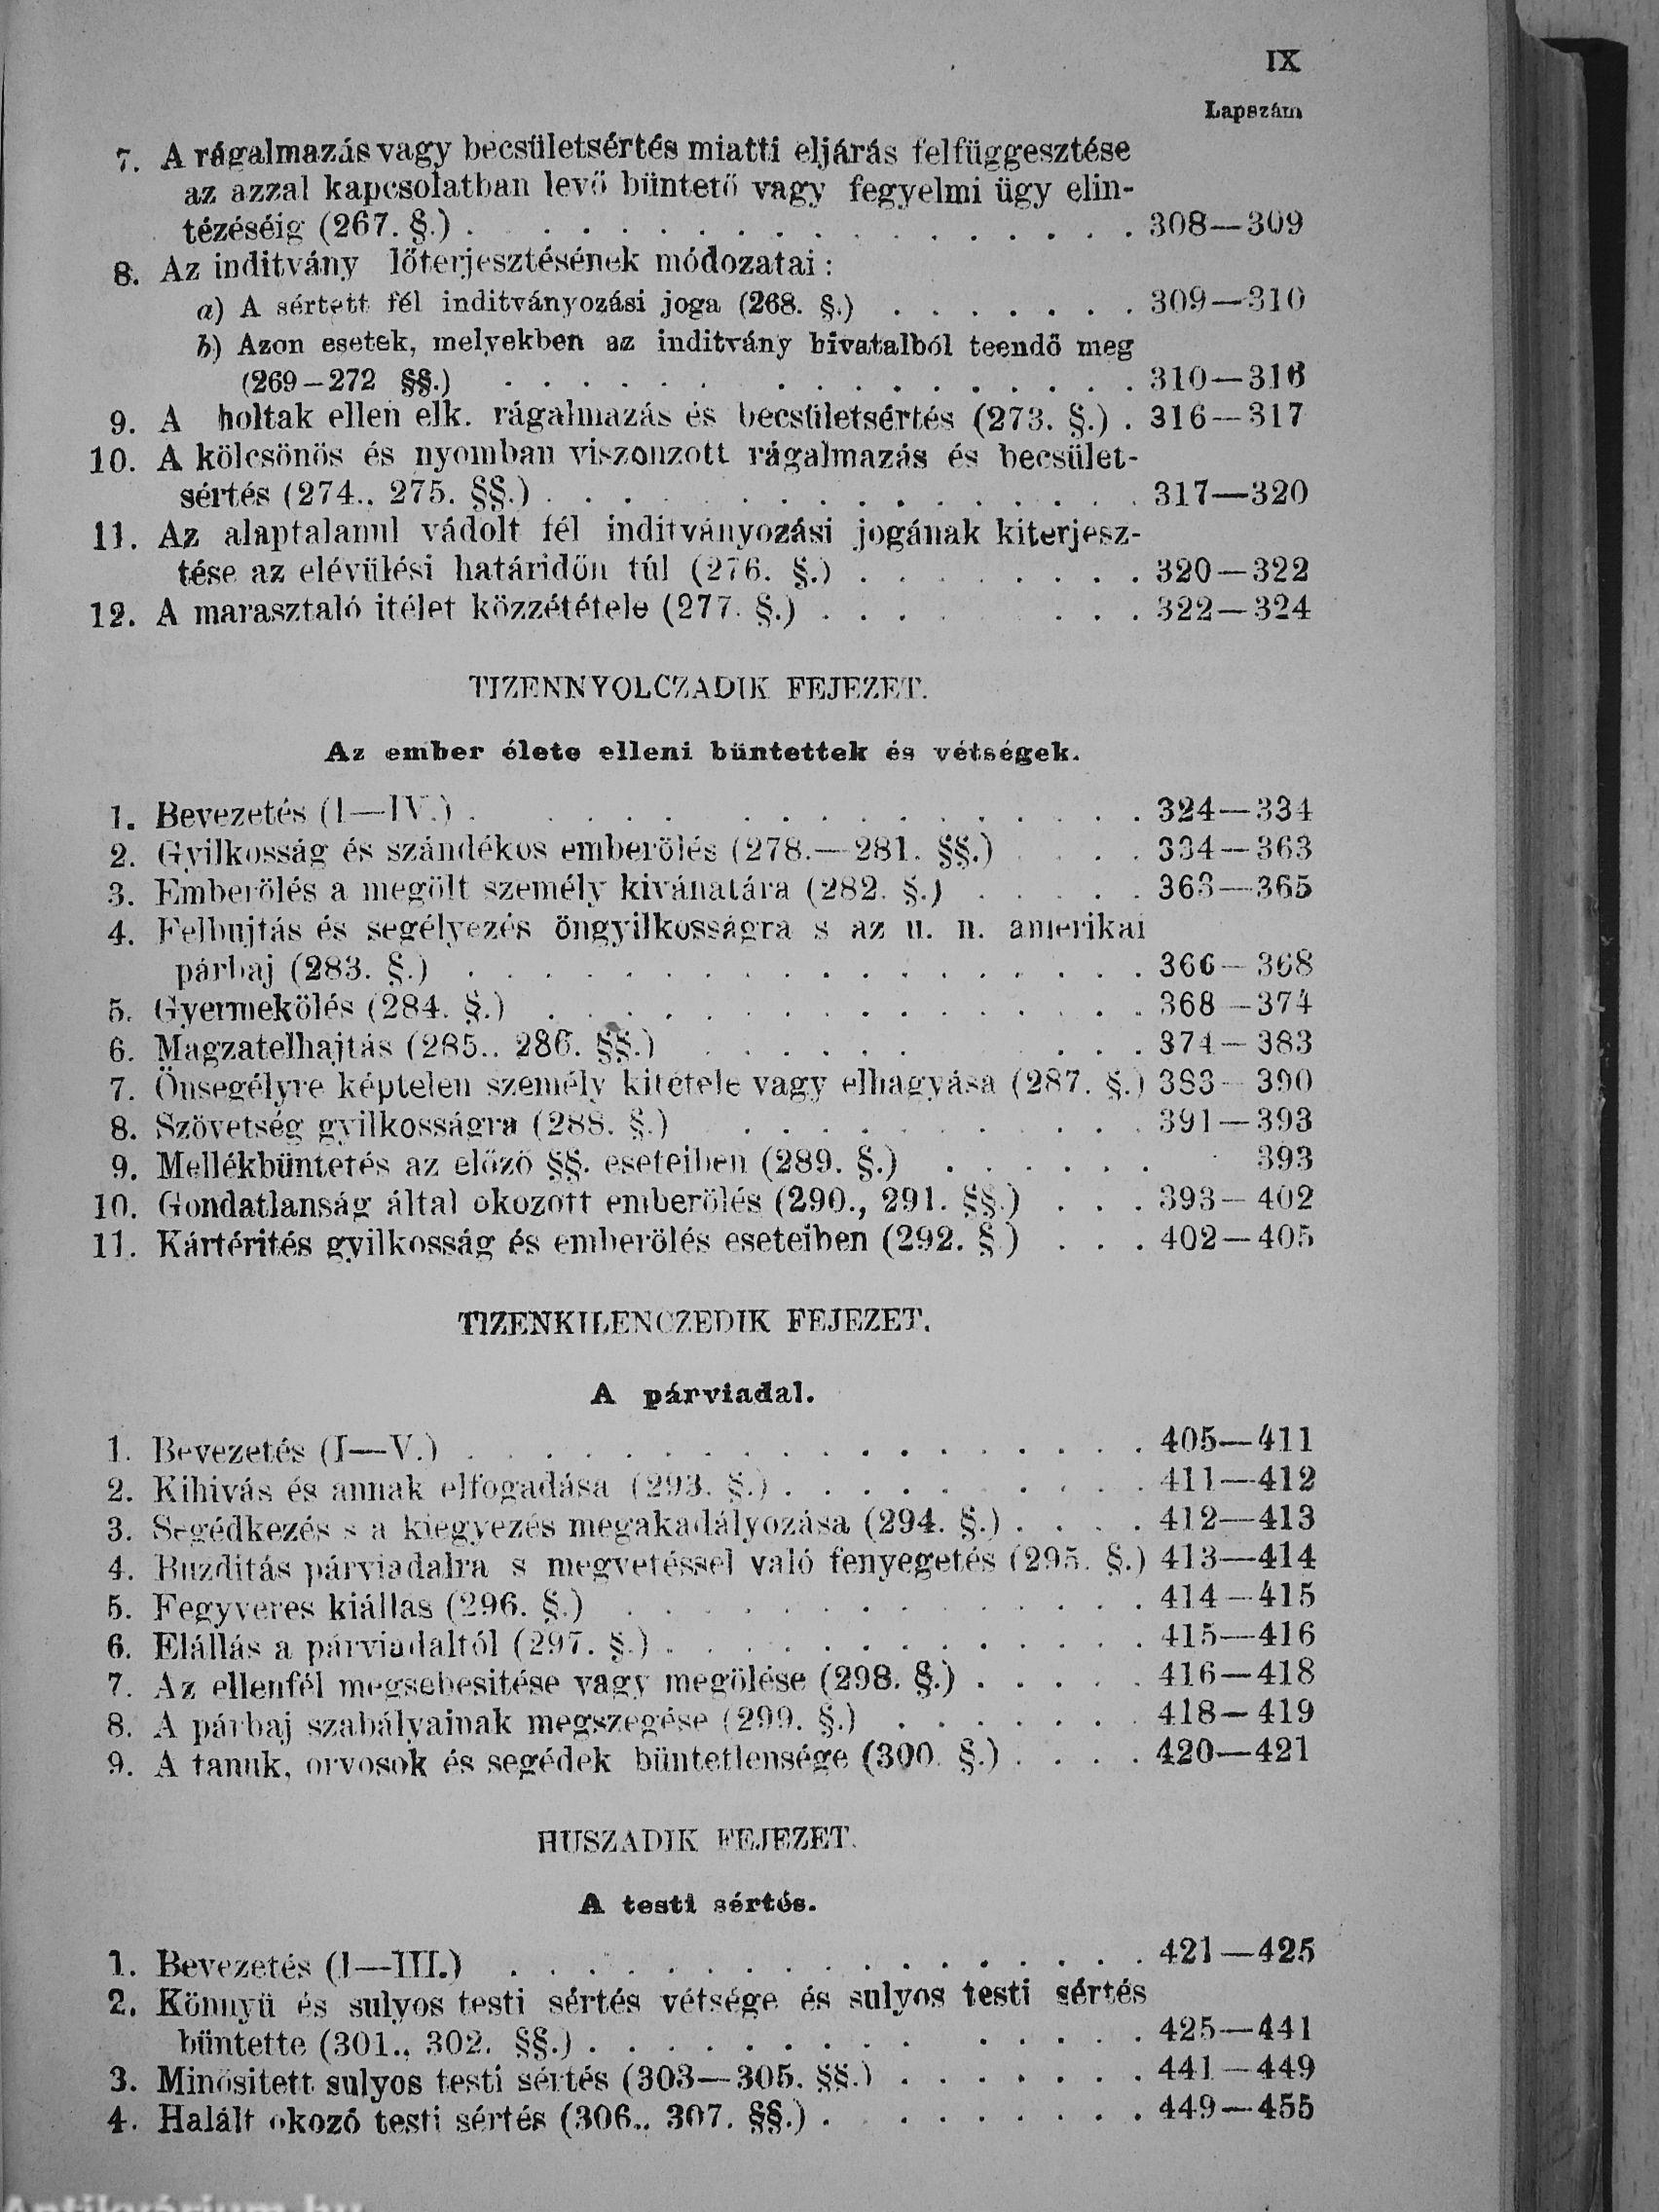 IX
Lapszám
7. A rágalmazás vagy becsületsértés miatti eljárás felfüggesztése
az azzal kapcsolatban levő büntető vagy fegyelmi ügy elin-
tézéséig (267. §.) . . . . . . . . . . . . . . . . 308—309
8. Az inditvány lőterjesztésének módozatai:
a) A sértett fél inditványozási joga (268. §.) . . . . . . . 309—310
b) Azon esetek, melyekben az inditvány hivatalból teendő meg
(269—272 §§.) . . . . . . . . . . . . . . . 310—316
9. A holtak ellen elk. rágalmazás és becsületsértés (273. §.) . 316—317
10. A kölcsönös és nyomban viszonzott rágalmazás és becsület-
sértés (274., 275. §§.) . . . . . . . . . . . . . . 317—320
11. Az alaptalanul vádolt fél inditványozási jogának kiterjesz-
tése az elévülési határidőn túl (276. §.) . . . . . . . . 320—322
12. A marasztaló itélet közzététele (277. §.) . . . . . . . 322—324
TIZENNYOLCZADIK FEJEZET.
Az ember élete elleni büntettek és vétségek.
1. Bevezetés (I—IV.) . . . . . . . . . . . . . . . 324—334
2. Gyilkosság és szándékos emberölés (278.—281. §§.) . . . 334—363
3. Emberölés a megölt személy kivánatára (282. §.) . . . . . 363—365
4. Felbujtás és segélyezés öngyilkosságra s az u. n. amerikai
párbaj (283. §.) . . . . . . . . . . . . . . . . . . 366—368
5. Gyermekölés (284. §.) . . . . . . . . . . . . . . . . 368—374
6. Magzatelhajtás (285., 286. §§.) . . . . . . . . . 374—383
7. Önsegélyre képtelen személy kitétele vagy elhagyása (287. §.) 383—390
8. Szövetség gyilkosságra (288. §.) . . . . . . . . . . . 391—393
9. Mellékbüntetés az előző §§. eseteiben (289. §.) . . . . . . 393
10. Gondatlanság által okozott emberölés (290., 291. §§.) . . . 393—402
11. Kártérités gyilkosság és emberölés eseteiben (292. §.) . . . 402—405
TIZENKILENCZEDIK FEJEZET.
A párviadal.
1. Bevezetés (I—V.) . . . . . . . . . . . . . . . . . 405—411
2. Kihivás és annak elfogadása (293. §.) . . . . . . . . . . 411—412
3. Segédkezés s a kiegyezés megakadályozása (294. §.) . . . . 412—413
4. Buzditás párviadalra s megvetéssel való fenyegetés (295. §.) 413—414
5. Fegyveres kiállás (296. §.) . . . . . . . . . . . . . . 414—415
6. Elállás a párviadaltól (297. §.) . . . . . . . . . . . . . 415—416
7. Az ellenfél megsebesitése vagy megölése (298. §.) . . . . . 416—418
8. A párbaj szabályainak megszegése (299. §.) . . . . . . . 418—419
9. A tanuk, orvosok és segédek büntetlensége (300. §.) . . . . 420—421
HUSZADIK FEJEZET.
A testi sértés.
1. Bevezetés (I—III.) . . . . . . . . . . . . . . . . . 421—425
2. Könnyü és sulyos testi sértés vétsége és sulyos testi sértés
büntette (301., 302. §§.) . . . . . . . . . . . . . . 425—441
3. Minősitett sulyos testi sértés (303—305. §§.) . . . . . . . 441—449
4. Halált okozó testi sértés (306., 307. §§.) . . . . . . . . . 449—455
Antikvárium.hu